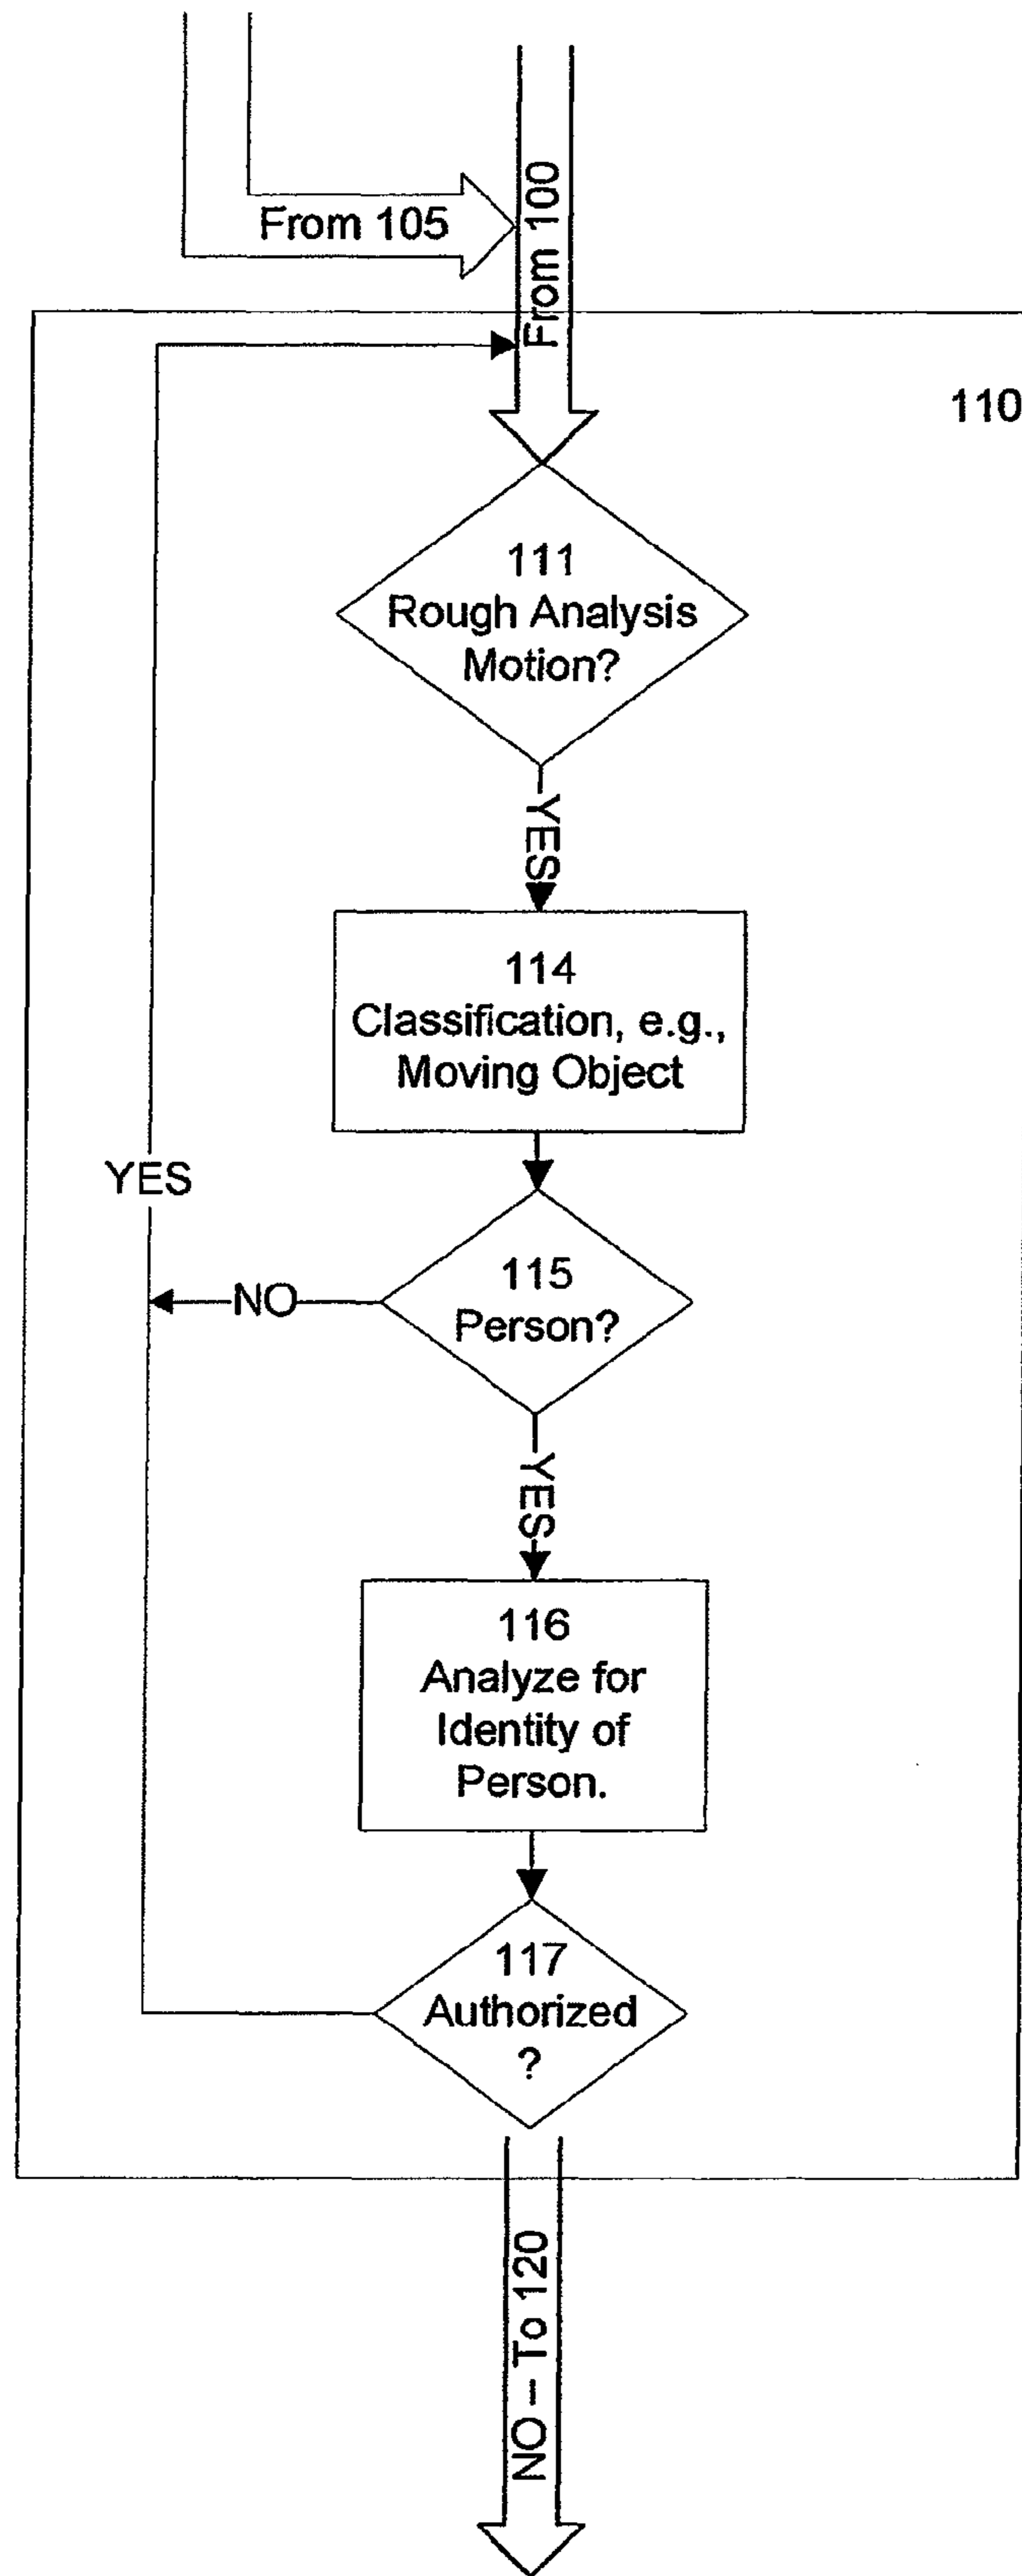 From 105
From 100
110
111
Rough Analysis
Motion?
YES
114
Classification, e.g.,
Moving Object
YES
115
Person?
NO
YES
116
Analyze for
Identity of
Person.
117
Authorized
?
NO – To 120